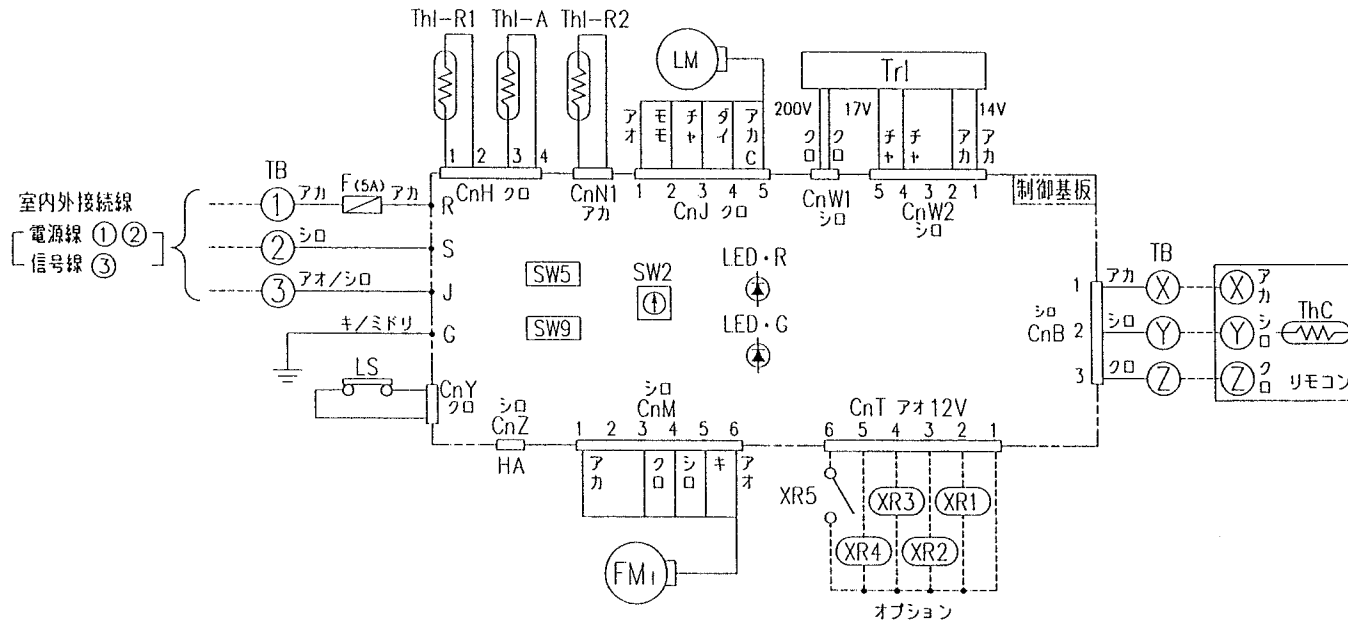 ThI-R1 ThI-A ThI-R2
LM
TrI
200V 17V 14V
アオ モモ チャ ダイ アカ C
クロ クロ チャ チャ アカ アカ
1 2 3 4
1 2 3 4 5
5 4 3 2 1
CnH クロ
CnN1
アカ
CnJ クロ
CnW1
シロ
CnW2
シロ
制御基板
TB
室内外接続線
電源線 ① ②
信号線 ③
① アカ F(5A) アカ R
② シロ S
③ アオ/シロ J
キ/ミドリ G
LS
CnY
クロ
SW5
SW9
SW2
LED・R
LED・G
シロ
CnB
1 アカ
2 シロ
3 クロ
TB
X
Y
Z
X アカ
Y シロ
Z クロ
ThC
リモコン
シロ
CnZ
HA
シロ
CnM
1 2 3 4 5 6
アカ クロ シロ キ アオ
FMI
CnT アオ 12V
6 5 4 3 2 1
XR5
XR3
XR1
XR4
XR2
オプション